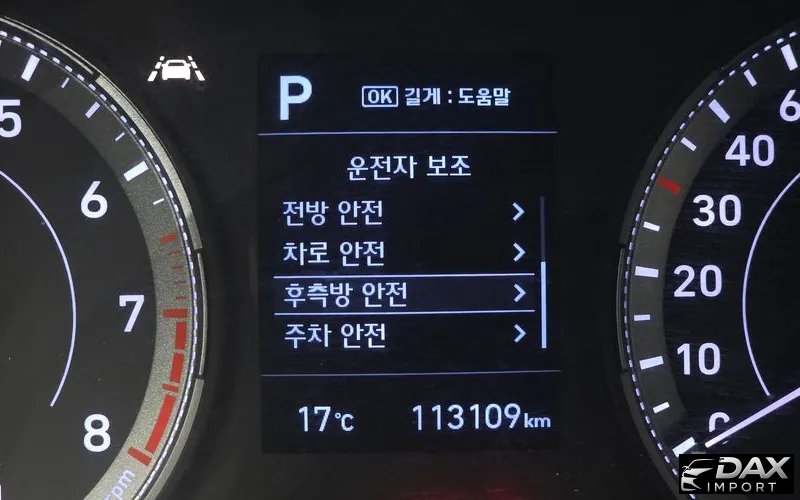 P
OK 길게 : 도움말
운전자 보조
전방 안전
차로 안전
후측방 안전
주차 안전
17°C 113109km
5
6
7
8
rpm
6
40
30
20
10
0
DAX
IMPORT